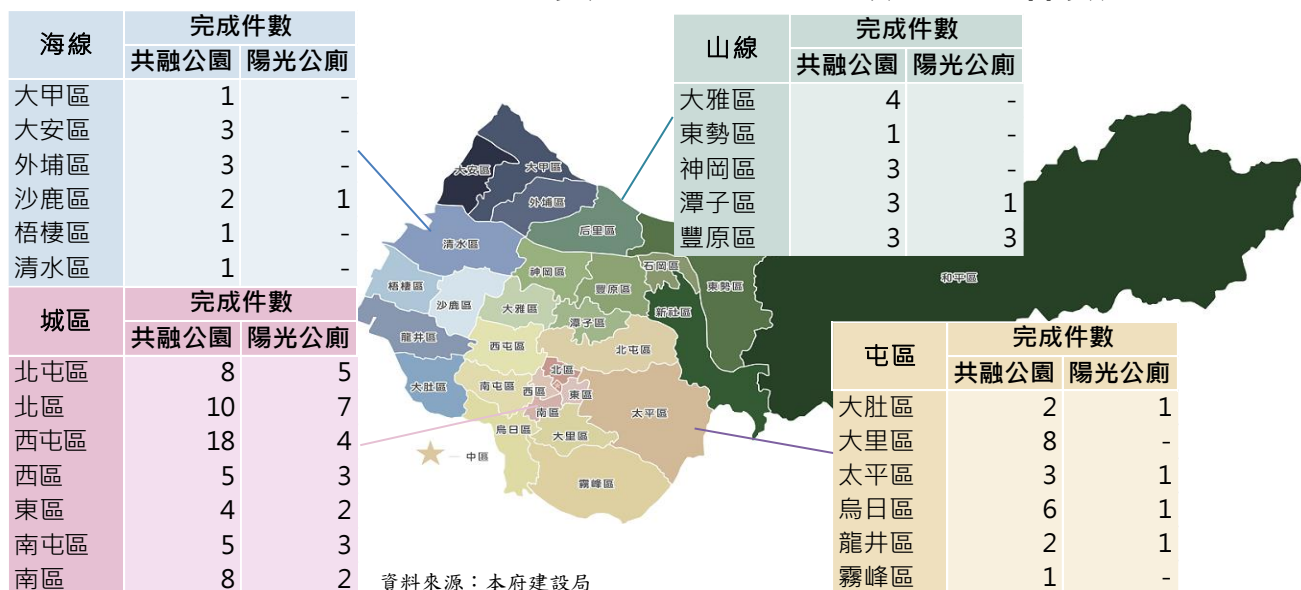 海線 完成件數
共融公園 陽光公廁
大甲區 1 -
大安區 3 -
外埔區 3 -
沙鹿區 2 1
梧棲區 1 -
清水區 1 -
山線 完成件數
共融公園 陽光公廁
大雅區 4 -
東勢區 1 -
神岡區 3 -
潭子區 3 1
豐原區 3 3
城區 完成件數
共融公園 陽光公廁
北屯區 8 5
北區 10 7
西屯區 18 4
西區 5 3
東區 4 2
南屯區 5 3
南區 8 2
屯區 完成件數
共融公園 陽光公廁
大肚區 2 1
大里區 8 -
太平區 3 1
烏日區 6 1
龍井區 2 1
霧峰區 1 -
大安區
大甲區
外埔區
后里區
清水區
神岡區
石岡區
和平區
梧棲區
沙鹿區
大雅區
豐原區
東勢區
新社區
潭子區
龍井區
西屯區
北屯區
北區
大肚區
南屯區
西區
東區
南區
太平區
烏日區
大里區
中區
霧峰區
資料來源：本府建設局